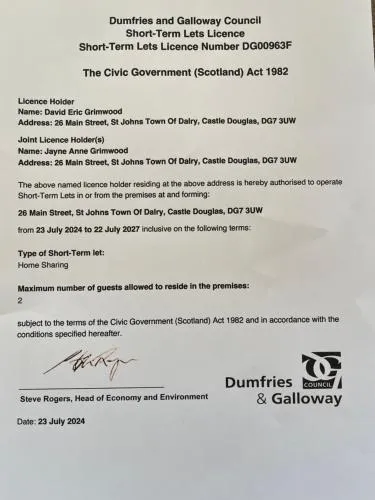 Dumfries and Galloway Council
Short-Term Lets Licence
Short-Term Lets Licence Number DG00963F
The Civic Government (Scotland) Act 1982
Licence Holder
Name: David Eric Grimwood
Address: 26 Main Street, St Johns Town Of Dalry, Castle Douglas, DG7 3UW
Joint Licence Holder(s)
Name: Jayne Anne Grimwood
Address: 26 Main Street, St Johns Town Of Dalry, Castle Douglas, DG7 3UW
The above named licence holder residing at the above address is hereby authorised to operate
Short-Term Lets in or from the premises at and forming:
26 Main Street, St Johns Town Of Dalry, Castle Douglas, DG7 3UW
from 23 July 2024 to 22 July 2027 inclusive on the following terms:
Type of Short-Term let:
Home Sharing
Maximum number of guests allowed to reside in the premises:
2
subject to the terms of the Civic Government (Scotland) Act 1982 and in accordance with the
conditions specified hereafter.
Steve Rogers, Head of Economy and Environment
Dumfries
COUNCIL
& Galloway
Date: 23 July 2024